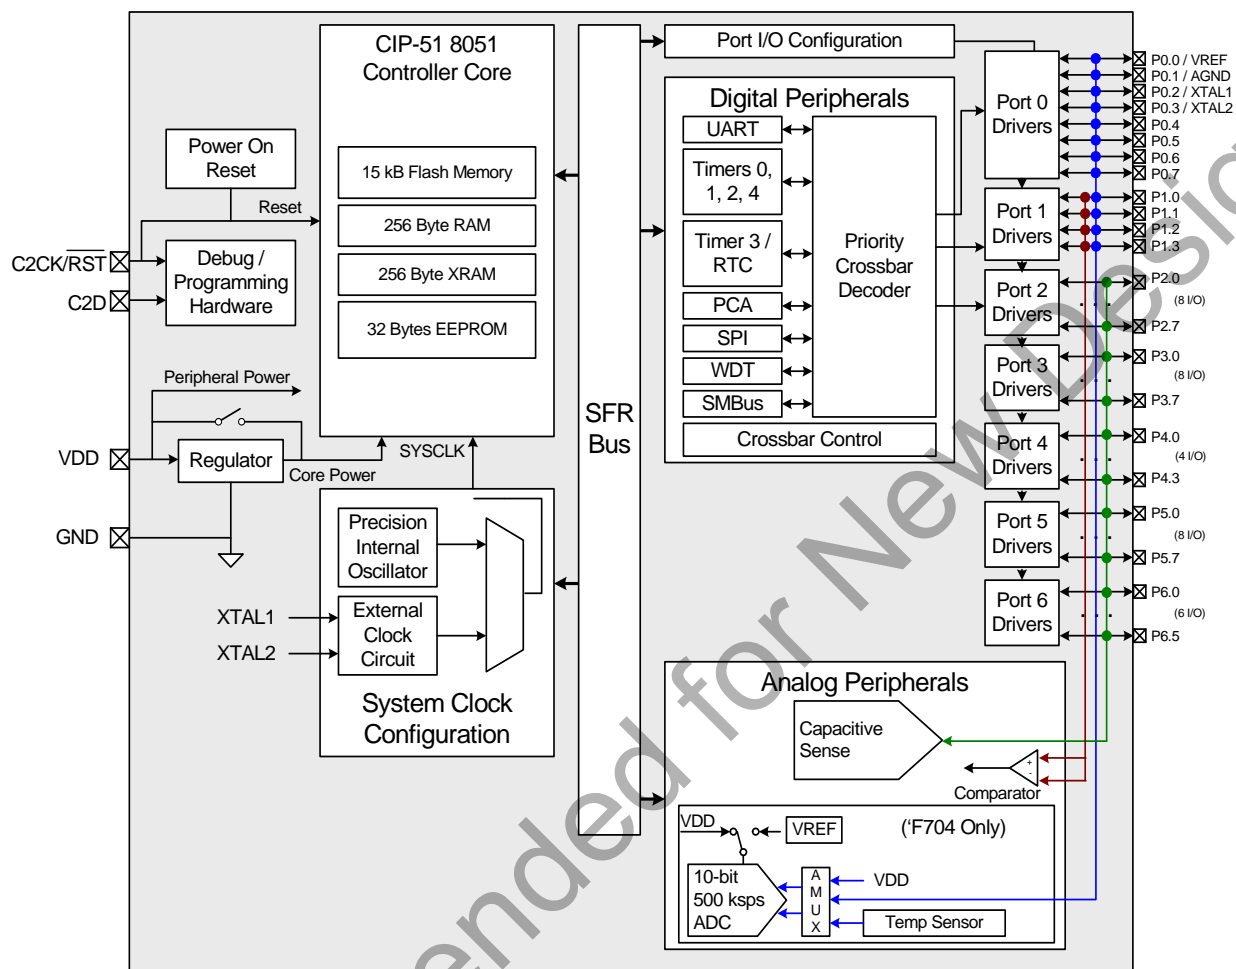 CIP-51 8051
Controller Core
15 kB Flash Memory
256 Byte RAM
256 Byte XRAM
32 Bytes EEPROM
Power On
Reset
Reset
Debug /
Programming
Hardware
C2CK/RST
C2D
Peripheral Power
VDD
Regulator
Core Power
GND
SYSCLK
Precision
Internal
Oscillator
XTAL1
XTAL2
External
Clock
Circuit
System Clock
Configuration
SFR
Bus
Port I/O Configuration
Digital Peripherals
UART
Timers 0,
1, 2, 4
Timer 3 /
RTC
PCA
SPI
WDT
SMBus
Priority
Crossbar
Decoder
Crossbar Control
Port 0
Drivers
Port 1
Drivers
Port 2
Drivers
Port 3
Drivers
Port 4
Drivers
Port 5
Drivers
Port 6
Drivers
P0.0 / VREF
P0.1 / AGND
P0.2 / XTAL1
P0.3 / XTAL2
P0.4
P0.5
P0.6
P0.7
P1.0
P1.1
P1.2
P1.3
P2.0
(8 I/O)
P2.7
P3.0
(8 I/O)
P3.7
P4.0
(4 I/O)
P4.3
P5.0
(8 I/O)
P5.7
P6.0
(6 I/O)
P6.5
Analog Peripherals
Capacitive
Sense
+
-
Comparator
VDD
VREF
('F704 Only)
10-bit
500 ksps
ADC
A
M
U
X
VDD
Temp Sensor
ended for New Desig